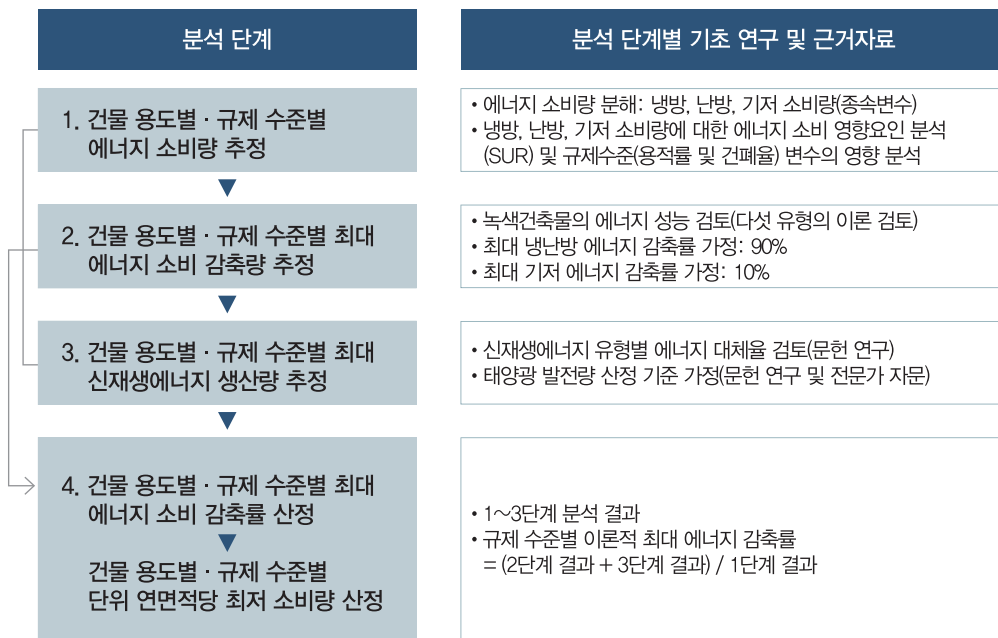 분석 단계
분석 단계별 기초 연구 및 근거자료
1. 건물 용도별 · 규제 수준별
에너지 소비량 추정
• 에너지 소비량 분해: 냉방, 난방, 기저 소비량(종속변수)
• 냉방, 난방, 기저 소비량에 대한 에너지 소비 영향요인 분석
(SUR) 및 규제수준(용적률 및 건폐율) 변수의 영향 분석
2. 건물 용도별 · 규제 수준별 최대
에너지 소비 감축량 추정
• 녹색건축물의 에너지 성능 검토(다섯 유형의 이론 검토)
• 최대 냉난방 에너지 감축률 가정: 90%
• 최대 기저 에너지 감축률 가정: 10%
3. 건물 용도별 · 규제 수준별 최대
신재생에너지 생산량 추정
• 신재생에너지 유형별 에너지 대체율 검토(문헌 연구)
• 태양광 발전량 산정 기준 가정(문헌 연구 및 전문가 자문)
4. 건물 용도별 · 규제 수준별 최대
에너지 소비 감축률 산정
건물 용도별 · 규제 수준별
단위 연면적당 최저 소비량 산정
• 1~3단계 분석 결과
• 규제 수준별 이론적 최대 에너지 감축률
= (2단계 결과 + 3단계 결과) / 1단계 결과